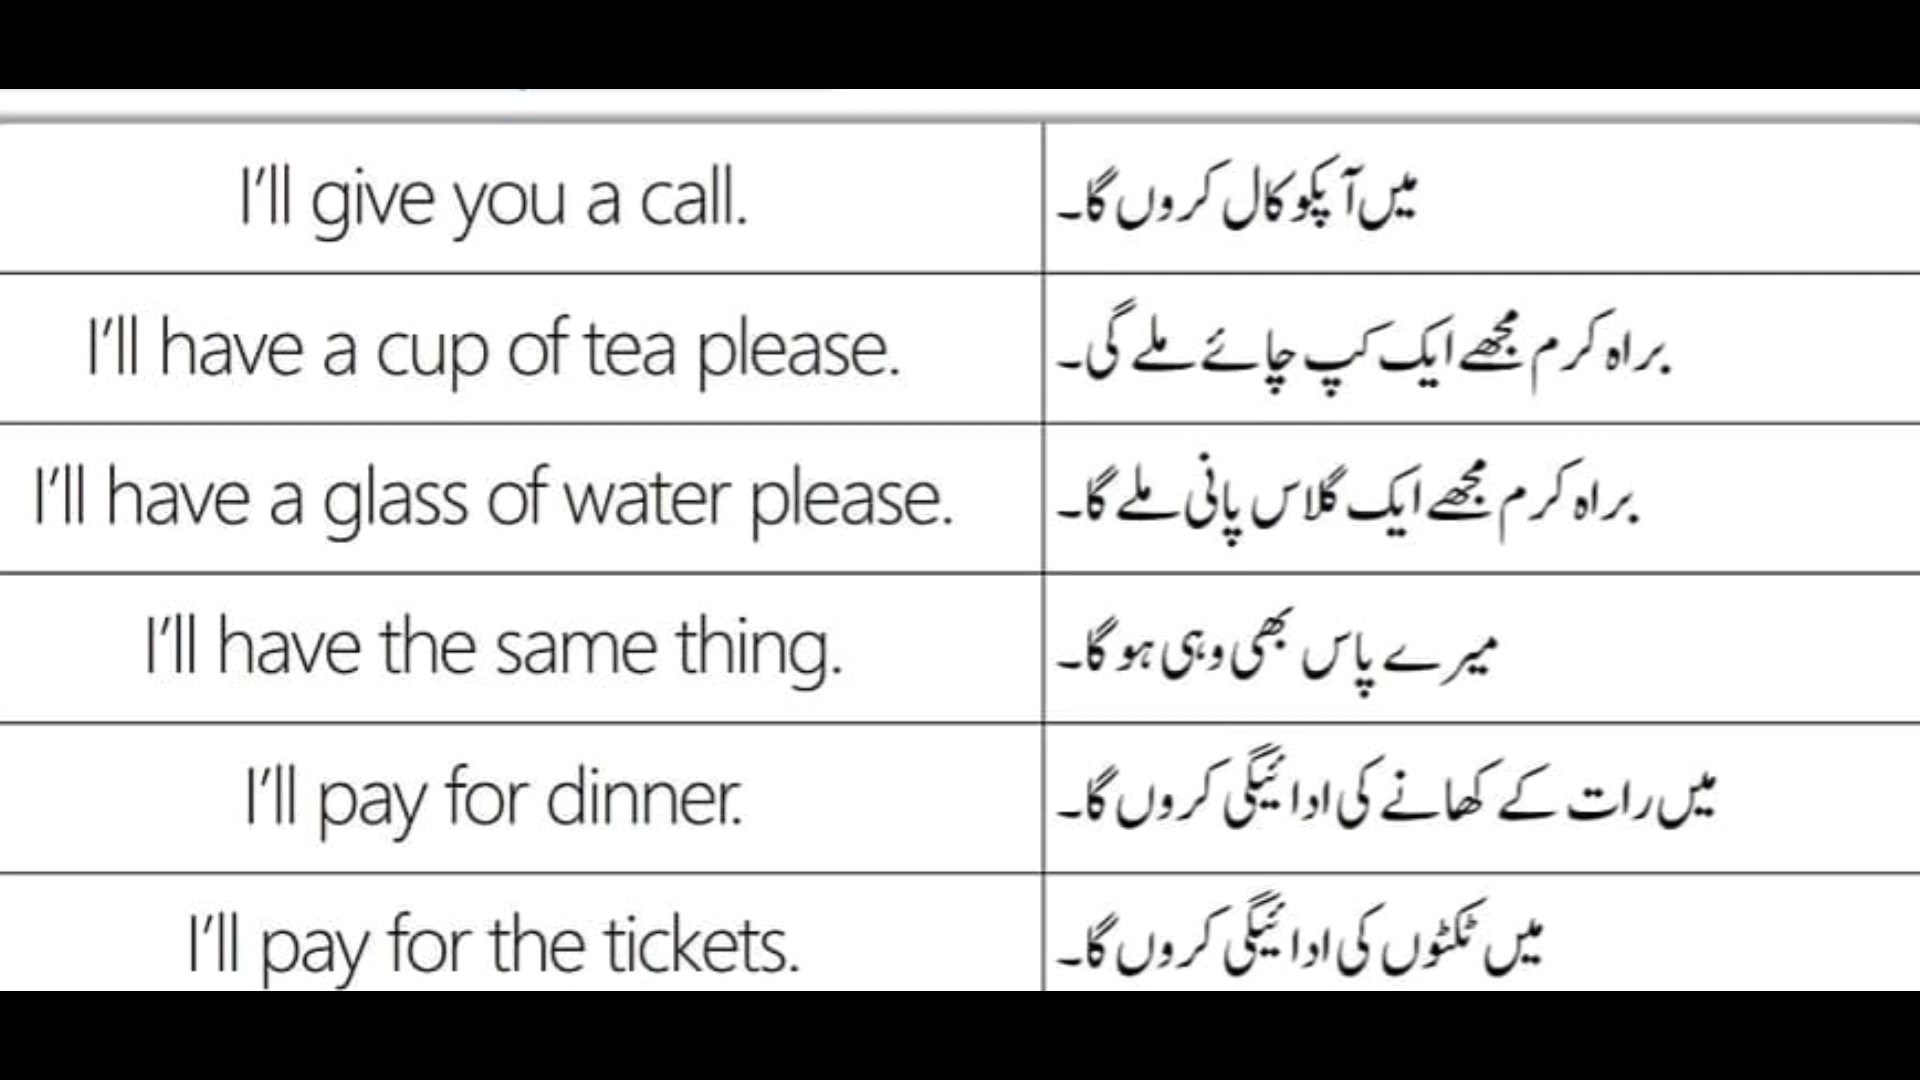 I'll give you a call.
میں آپکو کال کروں گا۔
I'll have a cup of tea please.
براہ کرم مجھے ایک کپ چائے ملے گی۔
I'll have a glass of water please.
براہ کرم مجھے ایک گلاس پانی ملے گا۔
I'll have the same thing.
میرے پاس بھی وہی ہو گا۔
I'll pay for dinner.
میں رات کے کھانے کی ادائیگی کروں گا۔
I'll pay for the tickets.
میں ٹکٹوں کی ادائیگی کروں گا۔